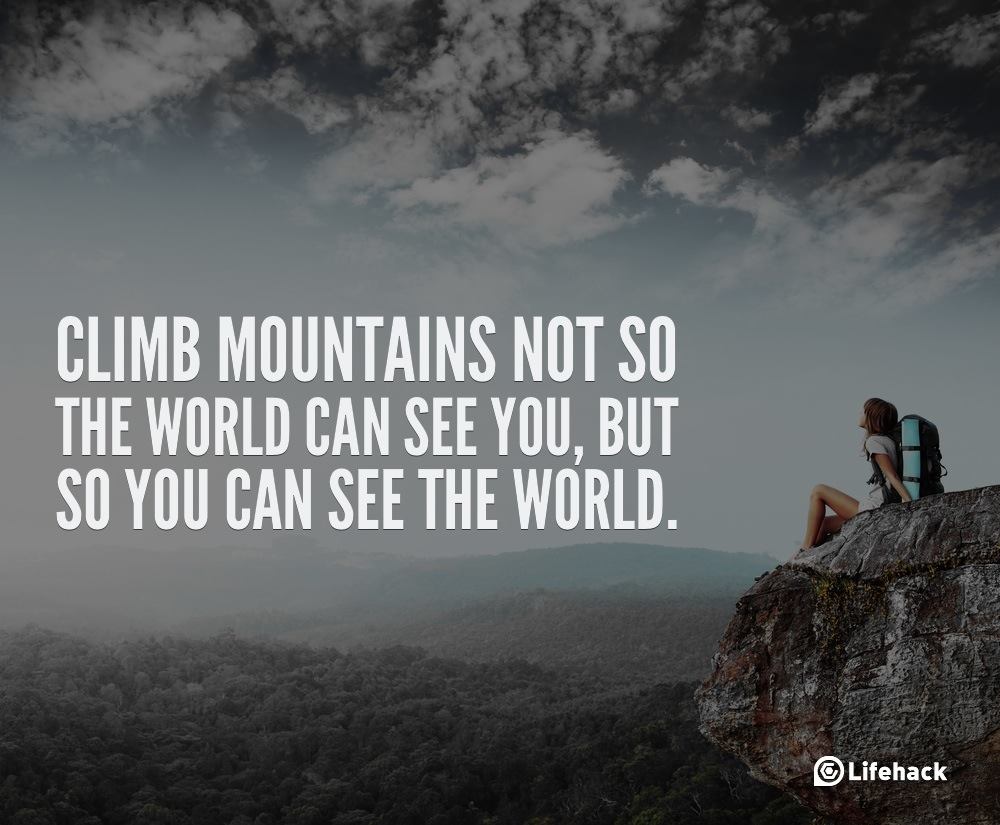 CLIMB MOUNTAINS NOT SO
THE WORLD CAN SEE YOU, BUT
SO YOU CAN SEE THE WORLD.
Lifehack